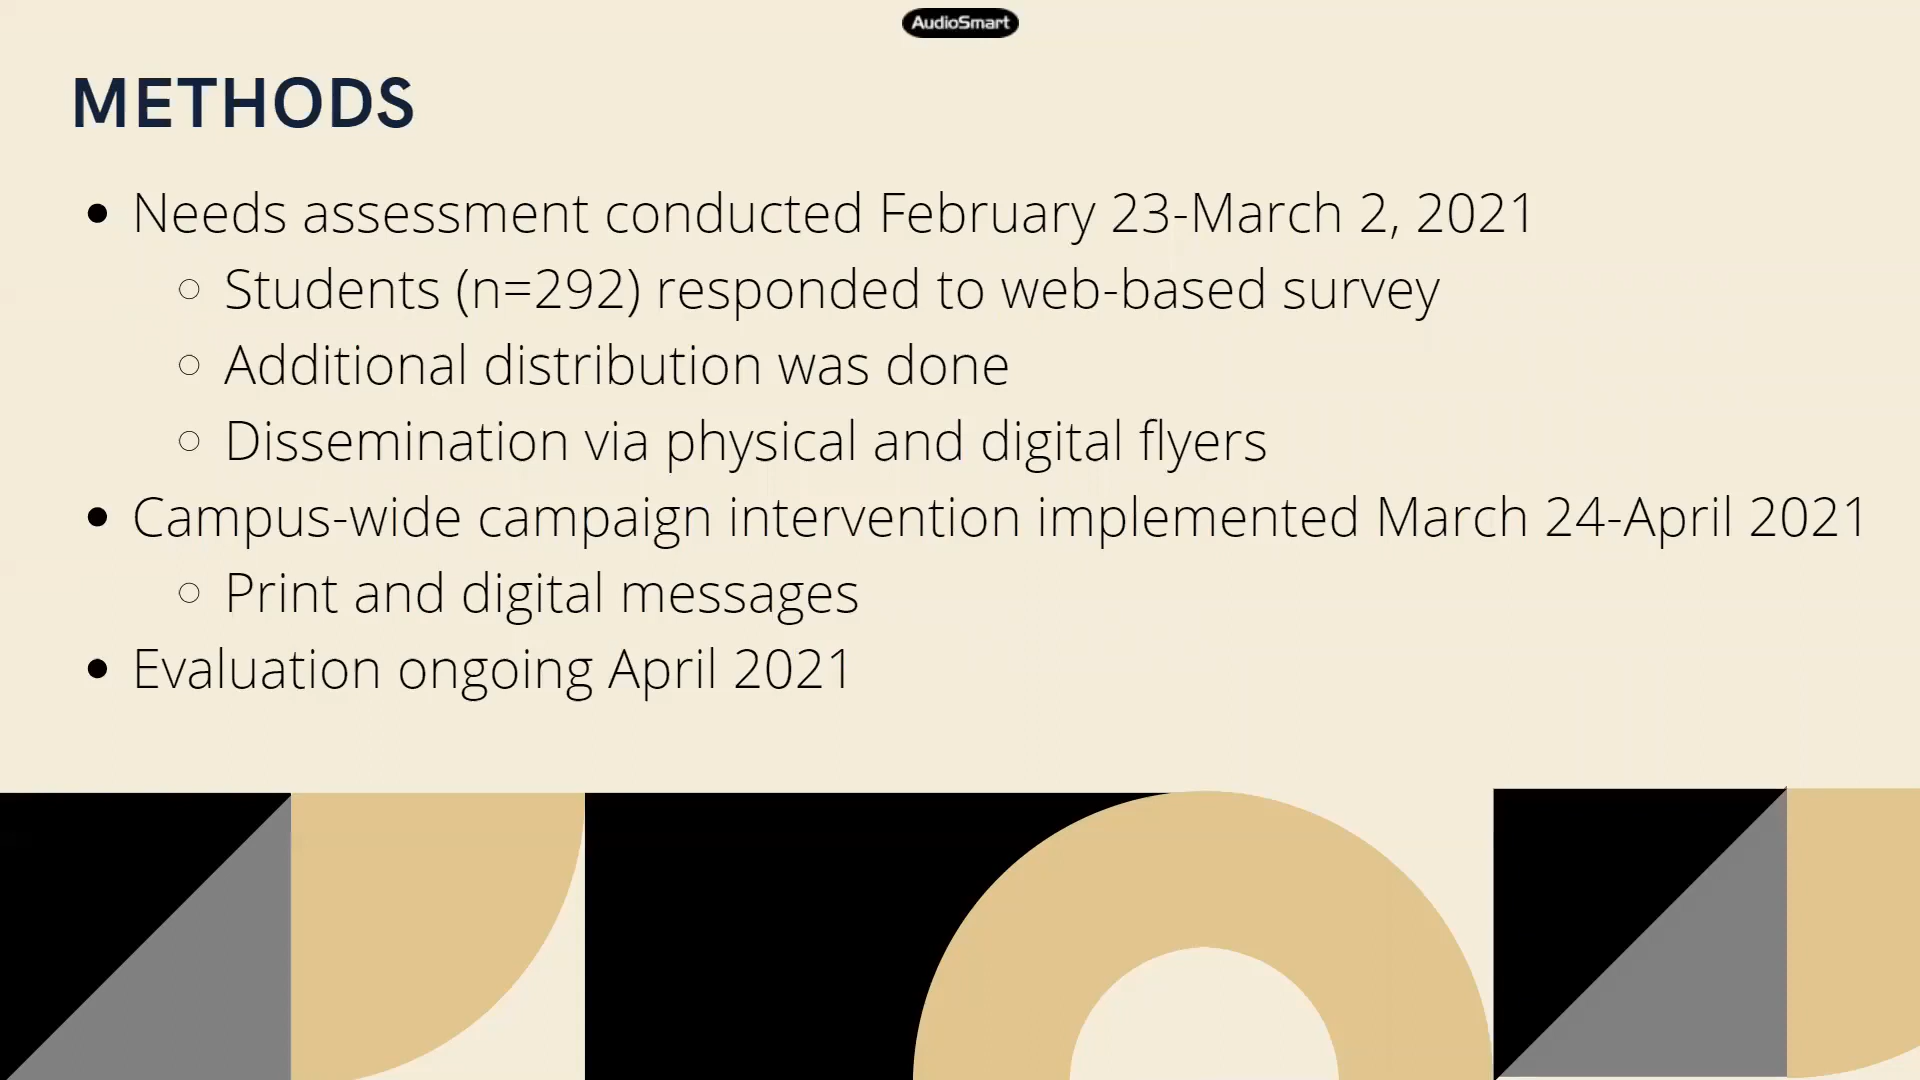 AudioSmart
METHODS
• Needs assessment conducted February 23-March 2, 2021
○ Students (n=292) responded to web-based survey
○ Additional distribution was done
○ Dissemination via physical and digital flyers
• Campus-wide campaign intervention implemented March 24-April 2021
○ Print and digital messages
• Evaluation ongoing April 2021